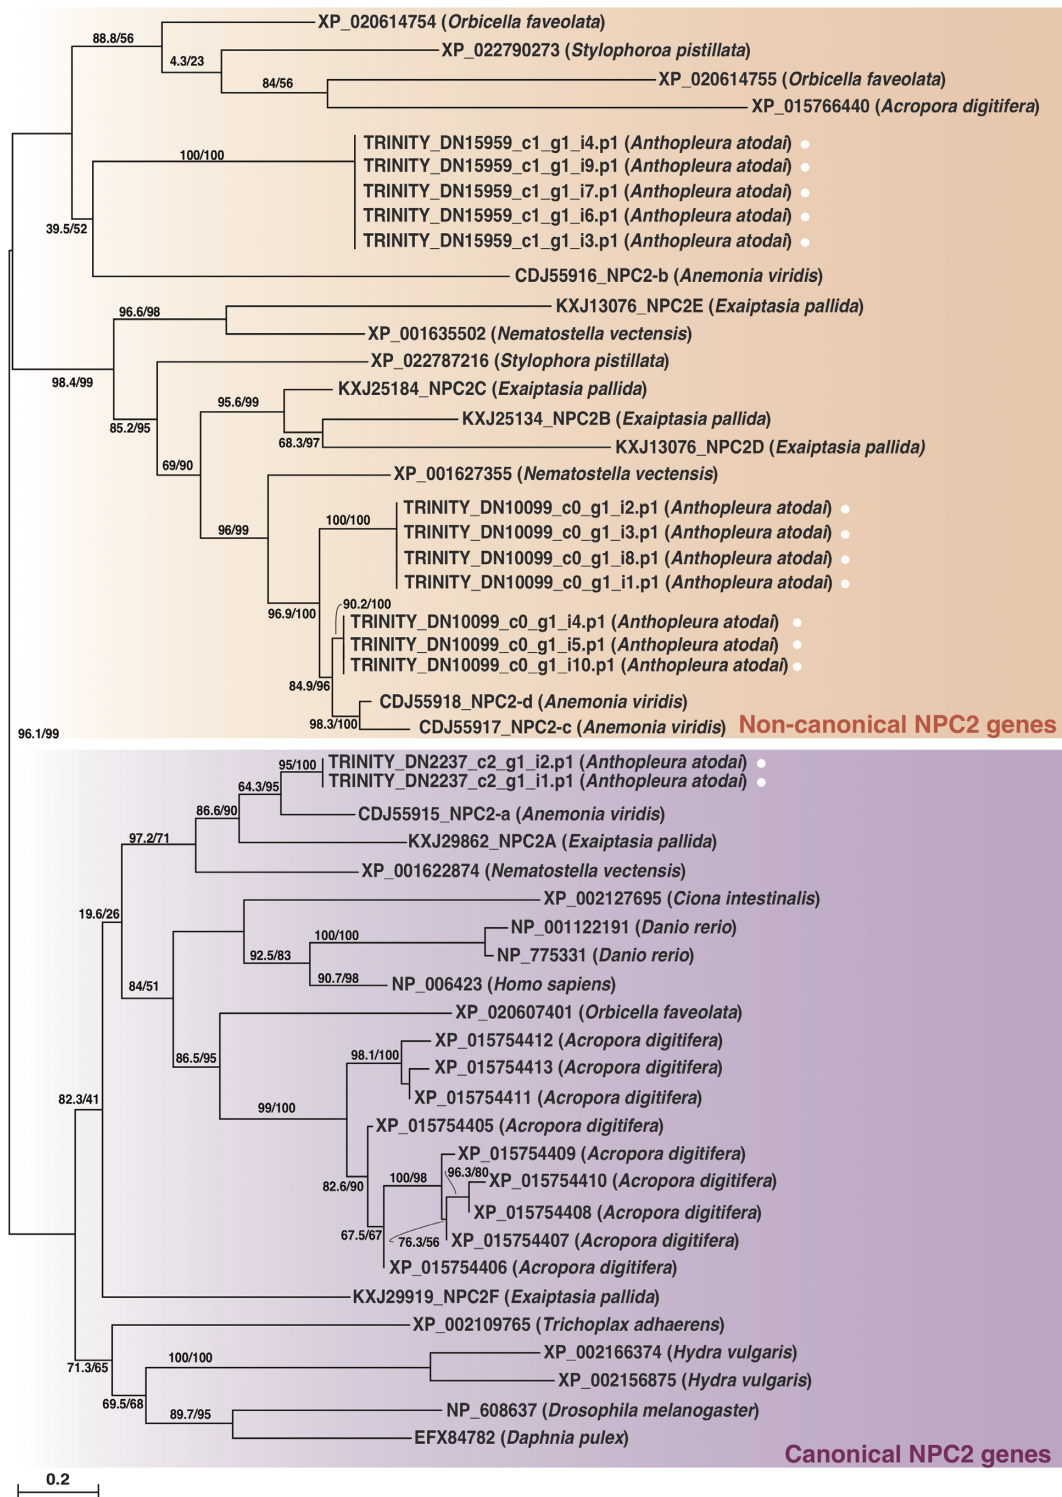 XP_020614754 (Orbicella faveolata)
88.8/56
XP_022790273 (Stylophoroa pistillata)
4.3/23
XP_020614755 (Orbicella faveolata)
84/56
XP_015766440 (Acropora digitifera)
TRINITY_DN15959_c1_g1_i4.p1 (Anthopleura atodai)
100/100
TRINITY_DN15959_c1_g1_i9.p1 (Anthopleura atodai)
TRINITY_DN15959_c1_g1_i7.p1 (Anthopleura atodai)
TRINITY_DN15959_c1_g1_i6.p1 (Anthopleura atodai)
39.5/52
TRINITY_DN15959_c1_g1_i3.p1 (Anthopleura atodai)
CDJ55916_NPC2-b (Anemonia viridis)
KXJ13076_NPC2E (Exaiptasia pallida)
96.6/98
XP_001635502 (Nematostella vectensis)
XP_022787216 (Stylophora pistillata)
98.4/99
KXJ25184_NPC2C (Exaiptasia pallida)
95.6/99
KXJ25134_NPC2B (Exaiptasia pallida)
85.2/95
68.3/97
KXJ13076_NPC2D (Exaiptasia pallida)
69/90
XP_001627355 (Nematostella vectensis)
TRINITY_DN10099_c0_g1_i2.p1 (Anthopleura atodai)
100/100
96/99
TRINITY_DN10099_c0_g1_i3.p1 (Anthopleura atodai)
TRINITY_DN10099_c0_g1_i8.p1 (Anthopleura atodai)
TRINITY_DN10099_c0_g1_i1.p1 (Anthopleura atodai)
90.2/100
96.9/100
TRINITY_DN10099_c0_g1_i4.p1 (Anthopleura atodai)
TRINITY_DN10099_c0_g1_i5.p1 (Anthopleura atodai)
TRINITY_DN10099_c0_g1_i10.p1 (Anthopleura atodai)
84.9/96
CDJ55918_NPC2-d (Anemonia viridis)
98.3/100
CDJ55917_NPC2-c (Anemonia viridis)
Non-canonical NPC2 genes
96.1/99
TRINITY_DN2237_c2_g1_i2.p1 (Anthopleura atodai)
95/100
TRINITY_DN2237_c2_g1_i1.p1 (Anthopleura atodai)
64.3/95
86.6/90
CDJ55915_NPC2-a (Anemonia viridis)
97.2/71
KXJ29862_NPC2A (Exaiptasia pallida)
XP_001622874 (Nematostella vectensis)
XP_002127695 (Ciona intestinalis)
19.6/26
NP_001122191 (Danio rerio)
100/100
92.5/83
NP_775331 (Danio rerio)
90.7/98
84/51
NP_006423 (Homo sapiens)
XP_020607401 (Orbicella faveolata)
XP_015754412 (Acropora digitifera)
98.1/100
86.5/95
XP_015754413 (Acropora digitifera)
82.3/41
XP_015754411 (Acropora digitifera)
99/100
XP_015754405 (Acropora digitifera)
XP_015754409 (Acropora digitifera)
96.3/80
100/98
82.6/90
XP_015754410 (Acropora digitifera)
XP_015754408 (Acropora digitifera)
67.5/67
76.3/56
XP_015754407 (Acropora digitifera)
XP_015754406 (Acropora digitifera)
KXJ29919_NPC2F (Exaiptasia pallida)
XP_002109765 (Trichoplax adhaerens)
71.3/65
100/100
XP_002166374 (Hydra vulgaris)
XP_002156875 (Hydra vulgaris)
69.5/68
89.7/95
NP_608637 (Drosophila melanogaster)
EFX84782 (Daphnia pulex)
Canonical NPC2 genes
0.2